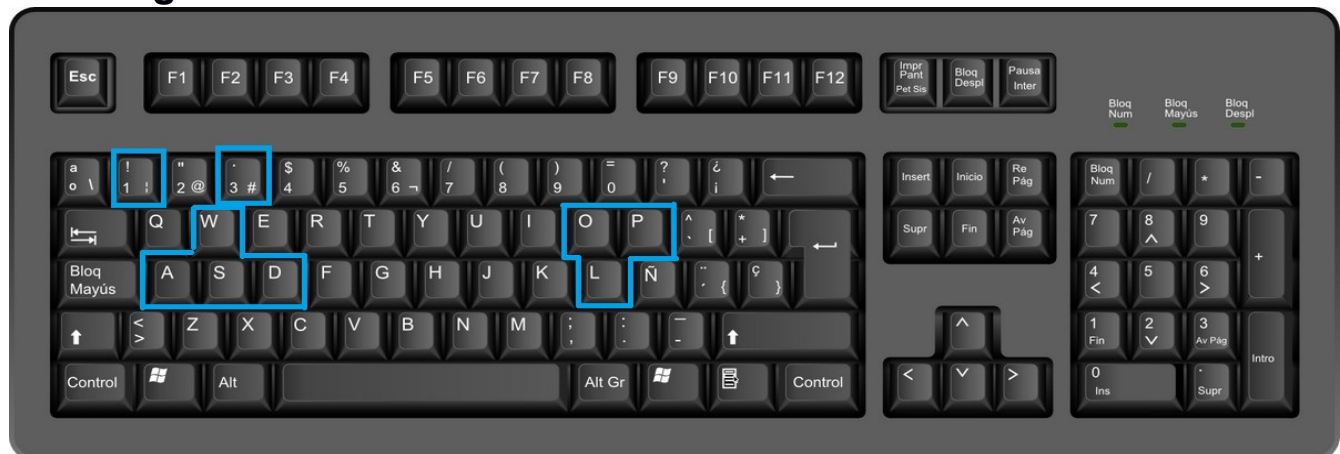 Esc F1 F2 F3 F4 F5 F6 F7 F8 F9 F10 F11 F12 Impr Pant Pet Sis Bloq Despl Pausa Inter
Bloq Num Bloq Mayús Bloq Despl
a o \ ! 1 ¦ " 2 @ · 3 # $ 4 % 5 & 6 ¬ / 7 ( 8 ) 9 = 0 ? ' ¿ ¡ Insert Inicio Re Pág Bloq Num / * -
Q W E R T Y U I O P ^ ` [ * + ] Supr Fin Av Pág 7 8 9 +
Bloq Mayús A S D F G H J K L Ñ ¨ ´ { ç } 4 < 5 6 >
< > Z X C V B N M ; , : . _ - 1 Fin 2 3 Av Pág Intro
Control Alt Alt Gr Control < > 0 Ins . Supr